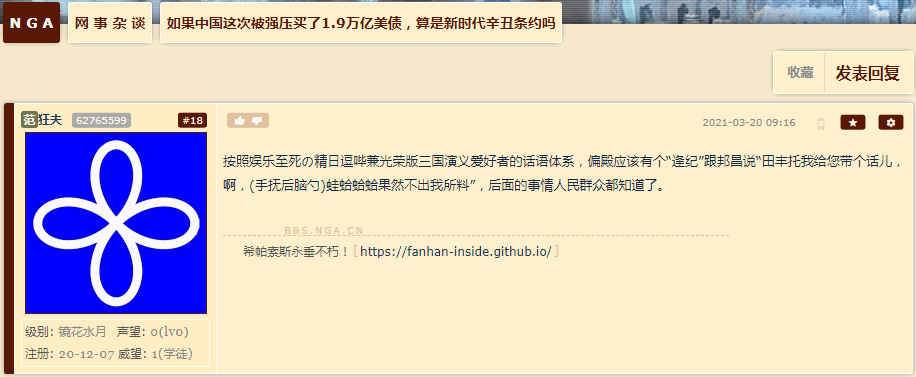 NGA 网事杂谈 如果中国这次被强压买了1.9万亿美债，算是新时代辛丑条约吗
收藏 发表回复
范狂夫 62765599 #18
2021-03-20 09:16
按照娱乐至死の精日逗哔兼光荣版三国演义爱好者的话语体系，偏殿应该有个“逢纪”跟邦昌说“田丰托我给您带个话儿，
啊，(手抚后脑勺)蛙蛤蛤蛤果然不出我所料”，后面的事情人民群众都知道了。
BBS.NGA.CN
希帕索斯永垂不朽！[https://fanhan-inside.github.io/]
级别: 镜花水月 声望: 0(lv0)
注册: 20-12-07 威望: 1(学徒)